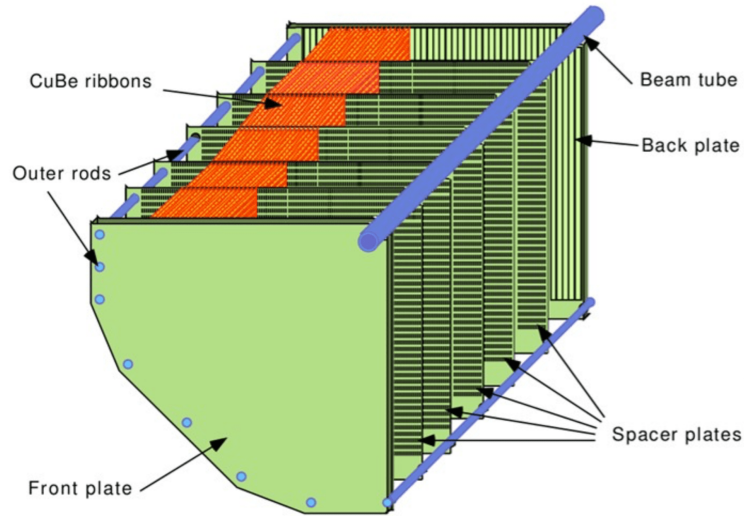 CuBe ribbons
Beam tube
Back plate
Outer rods
Spacer plates
Front plate